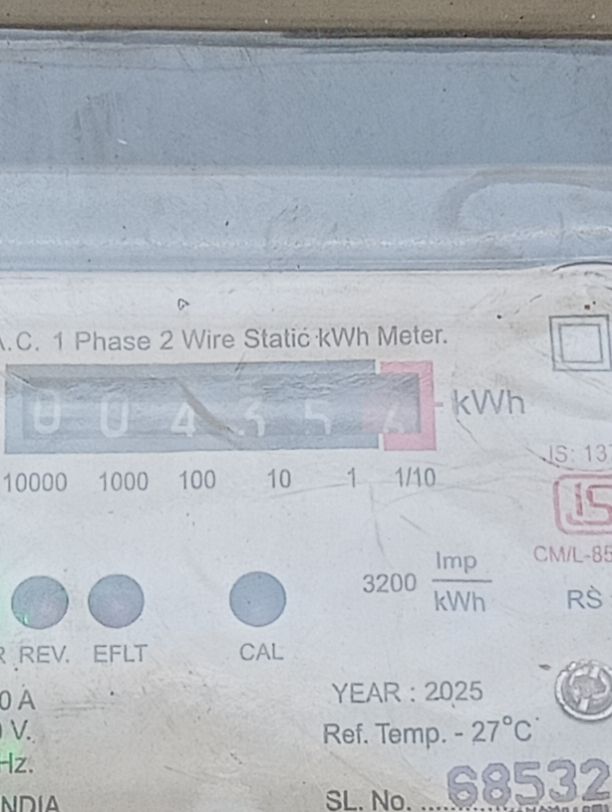 A.C. 1 Phase 2 Wire Static kWh Meter.
0 0 4 3 5 kWh
10000 1000 100 10 1 1/10
IS: 13
IS
3200 Imp/kWh
CM/L-85
RS
R REV. EFLT CAL
0 A
YEAR : 2025
V.
Ref. Temp. - 27°C
Hz.
NDIA
SL. No. 68532